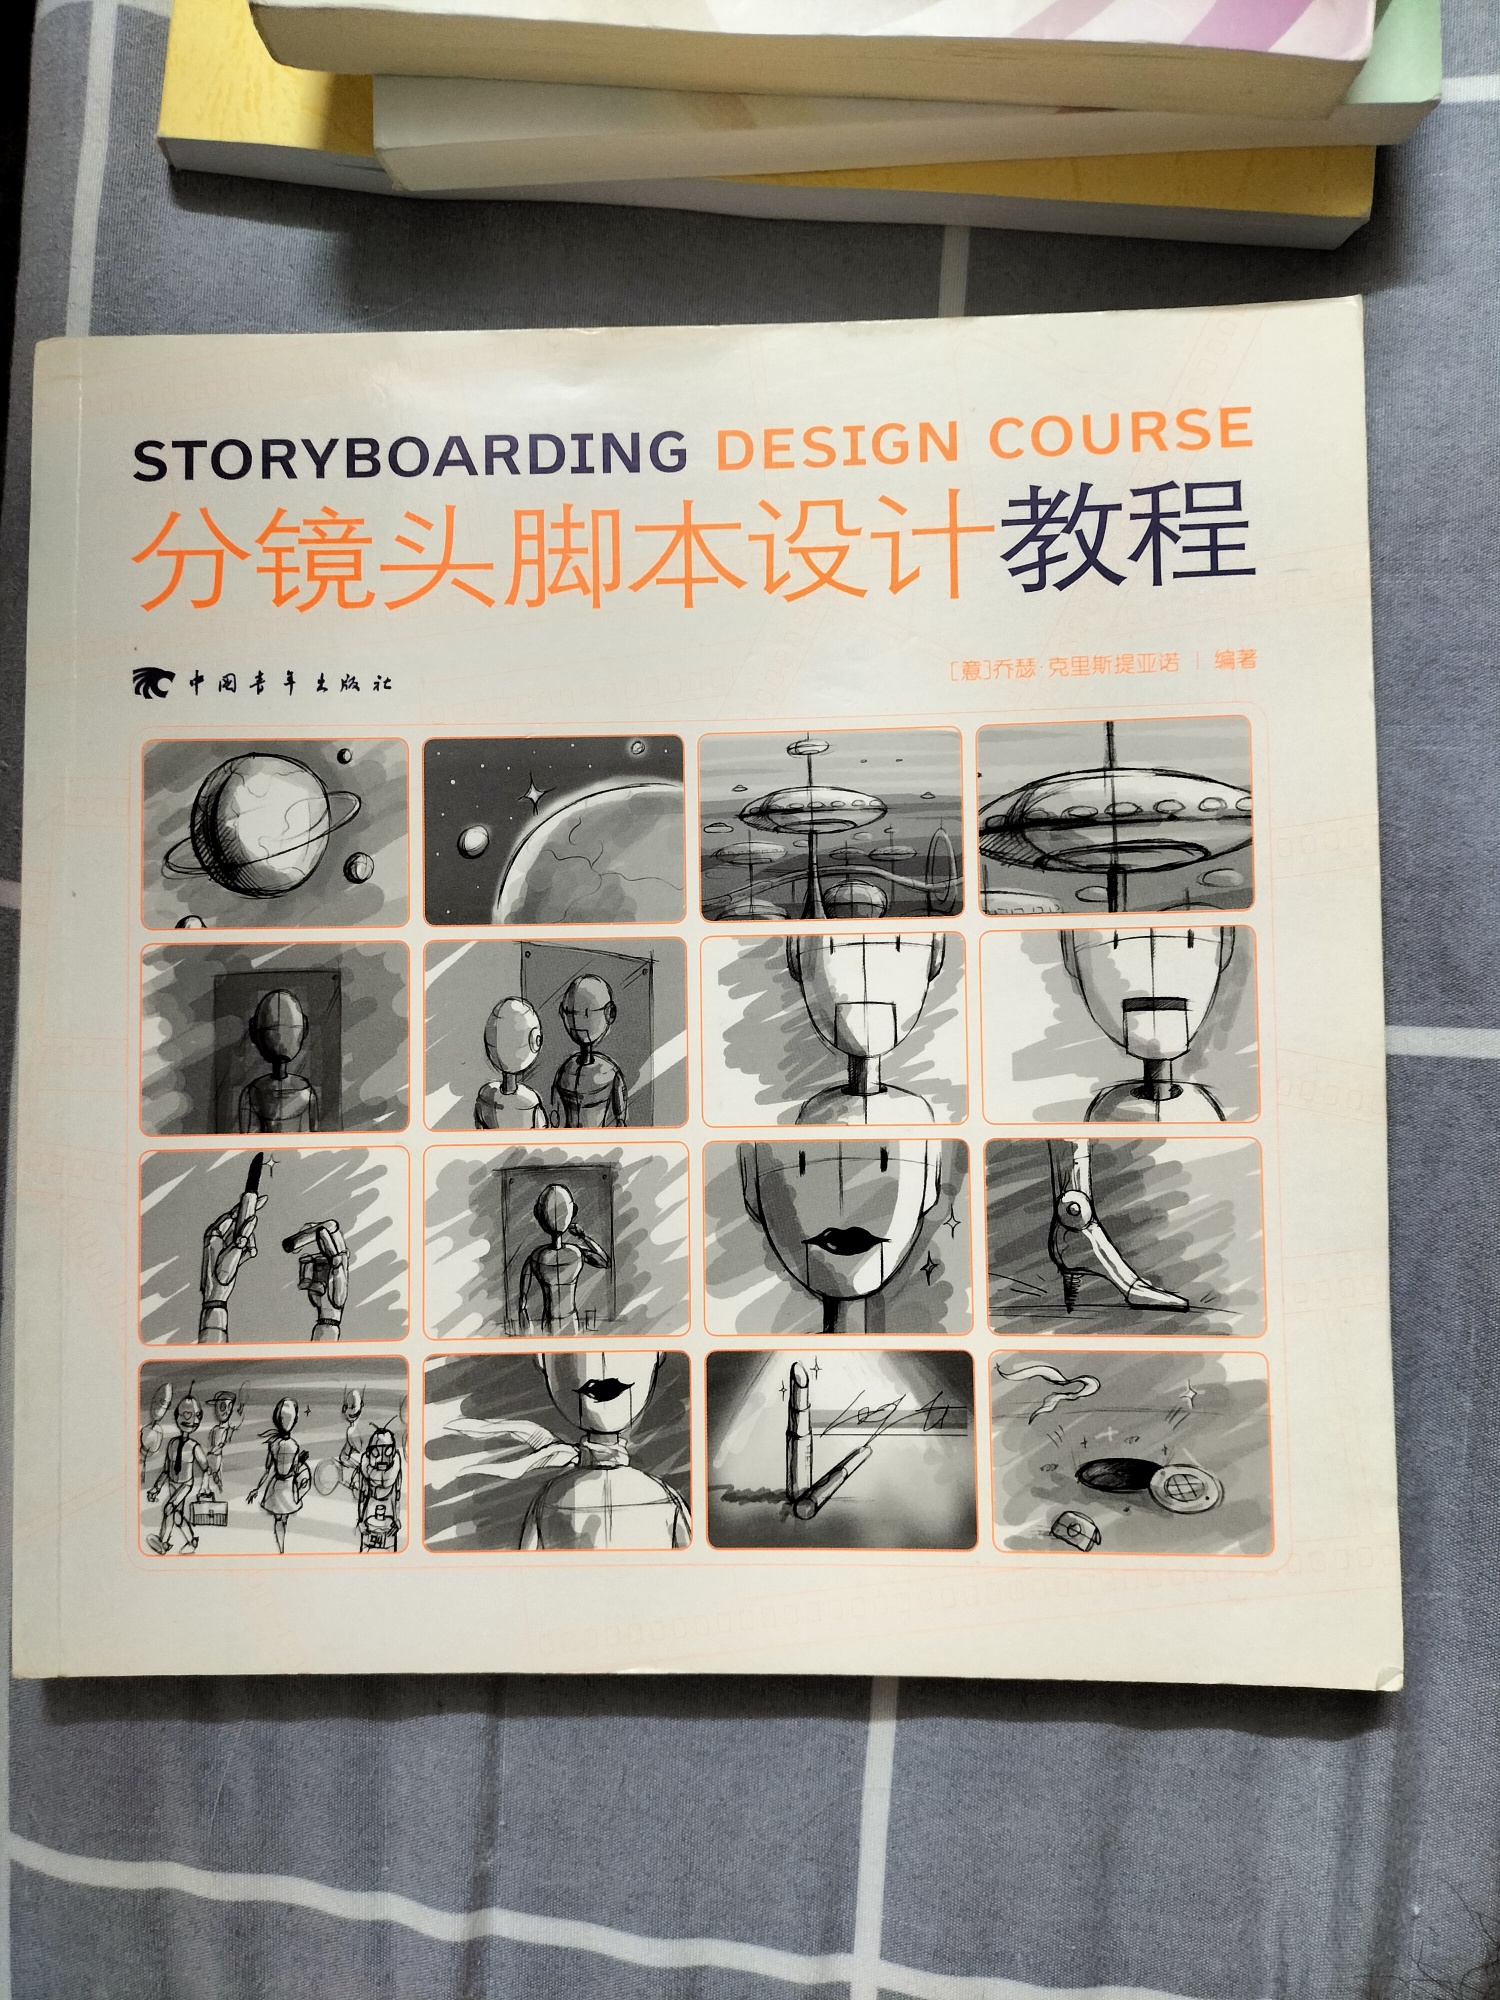 STORYBOARDING DESIGN COURSE
分镜头脚本设计教程
中国青年出版社
[意]乔瑟·克里斯提亚诺 | 编著